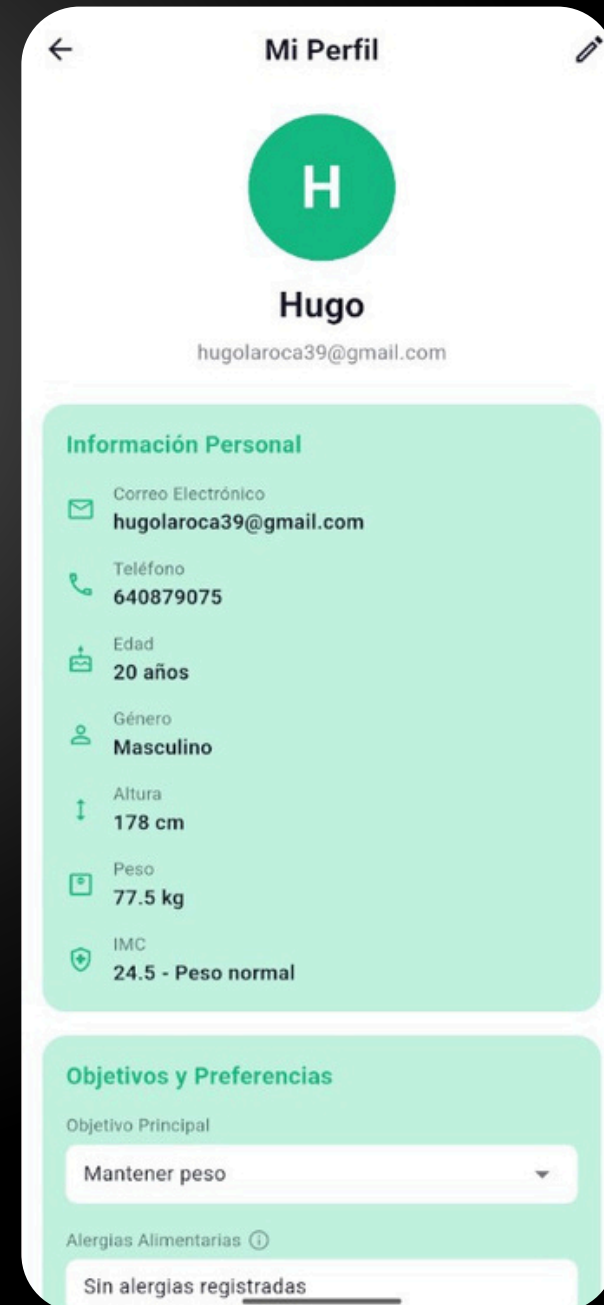 Mi Perfil
H
Hugo
hugolaroca39@gmail.com
Información Personal
Correo Electrónico
hugolaroca39@gmail.com
Teléfono
640879075
Edad
20 años
Género
Masculino
Altura
178 cm
Peso
77.5 kg
IMC
24.5 - Peso normal
Objetivos y Preferencias
Objetivo Principal
Mantener peso
Alergias Alimentarias
Sin alergias registradas